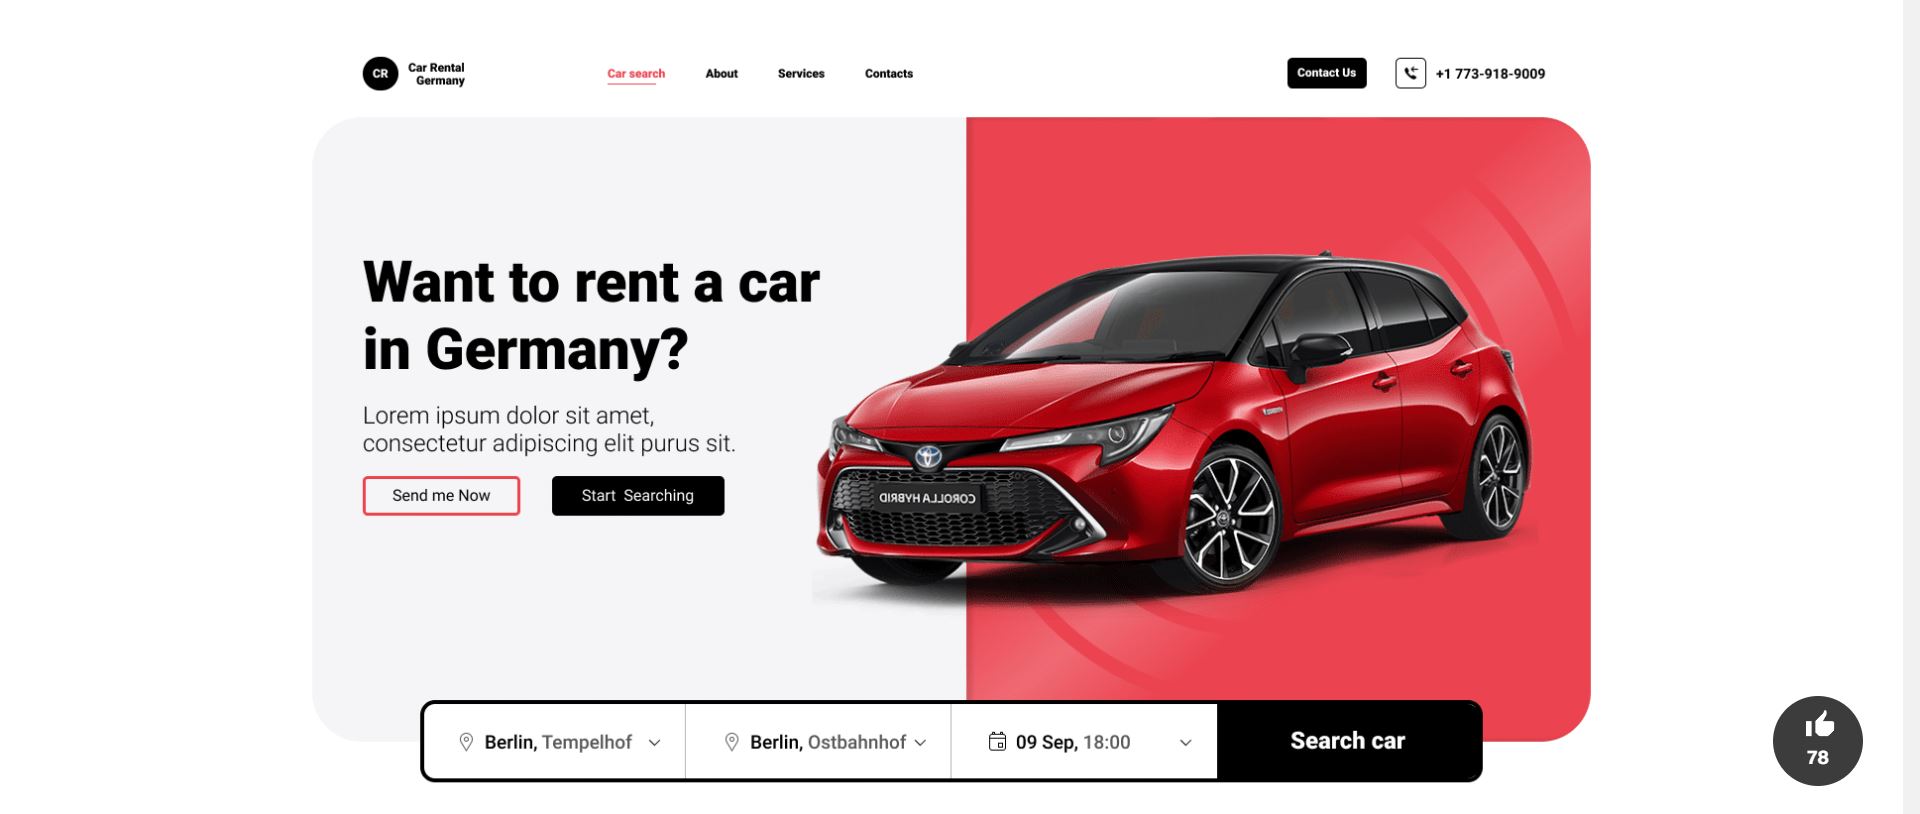 CR
Car Rental
Germany
Car search
About
Services
Contacts
Contact Us
+1 773-918-9009
Want to rent a car
in Germany?
Lorem ipsum dolor sit amet,
consectetur adipiscing elit purus sit.
Send me Now
Start Searching
COROLLA HYBRID
Berlin, Tempelhof
Berlin, Ostbahnhof
09 Sep, 18:00
Search car
78